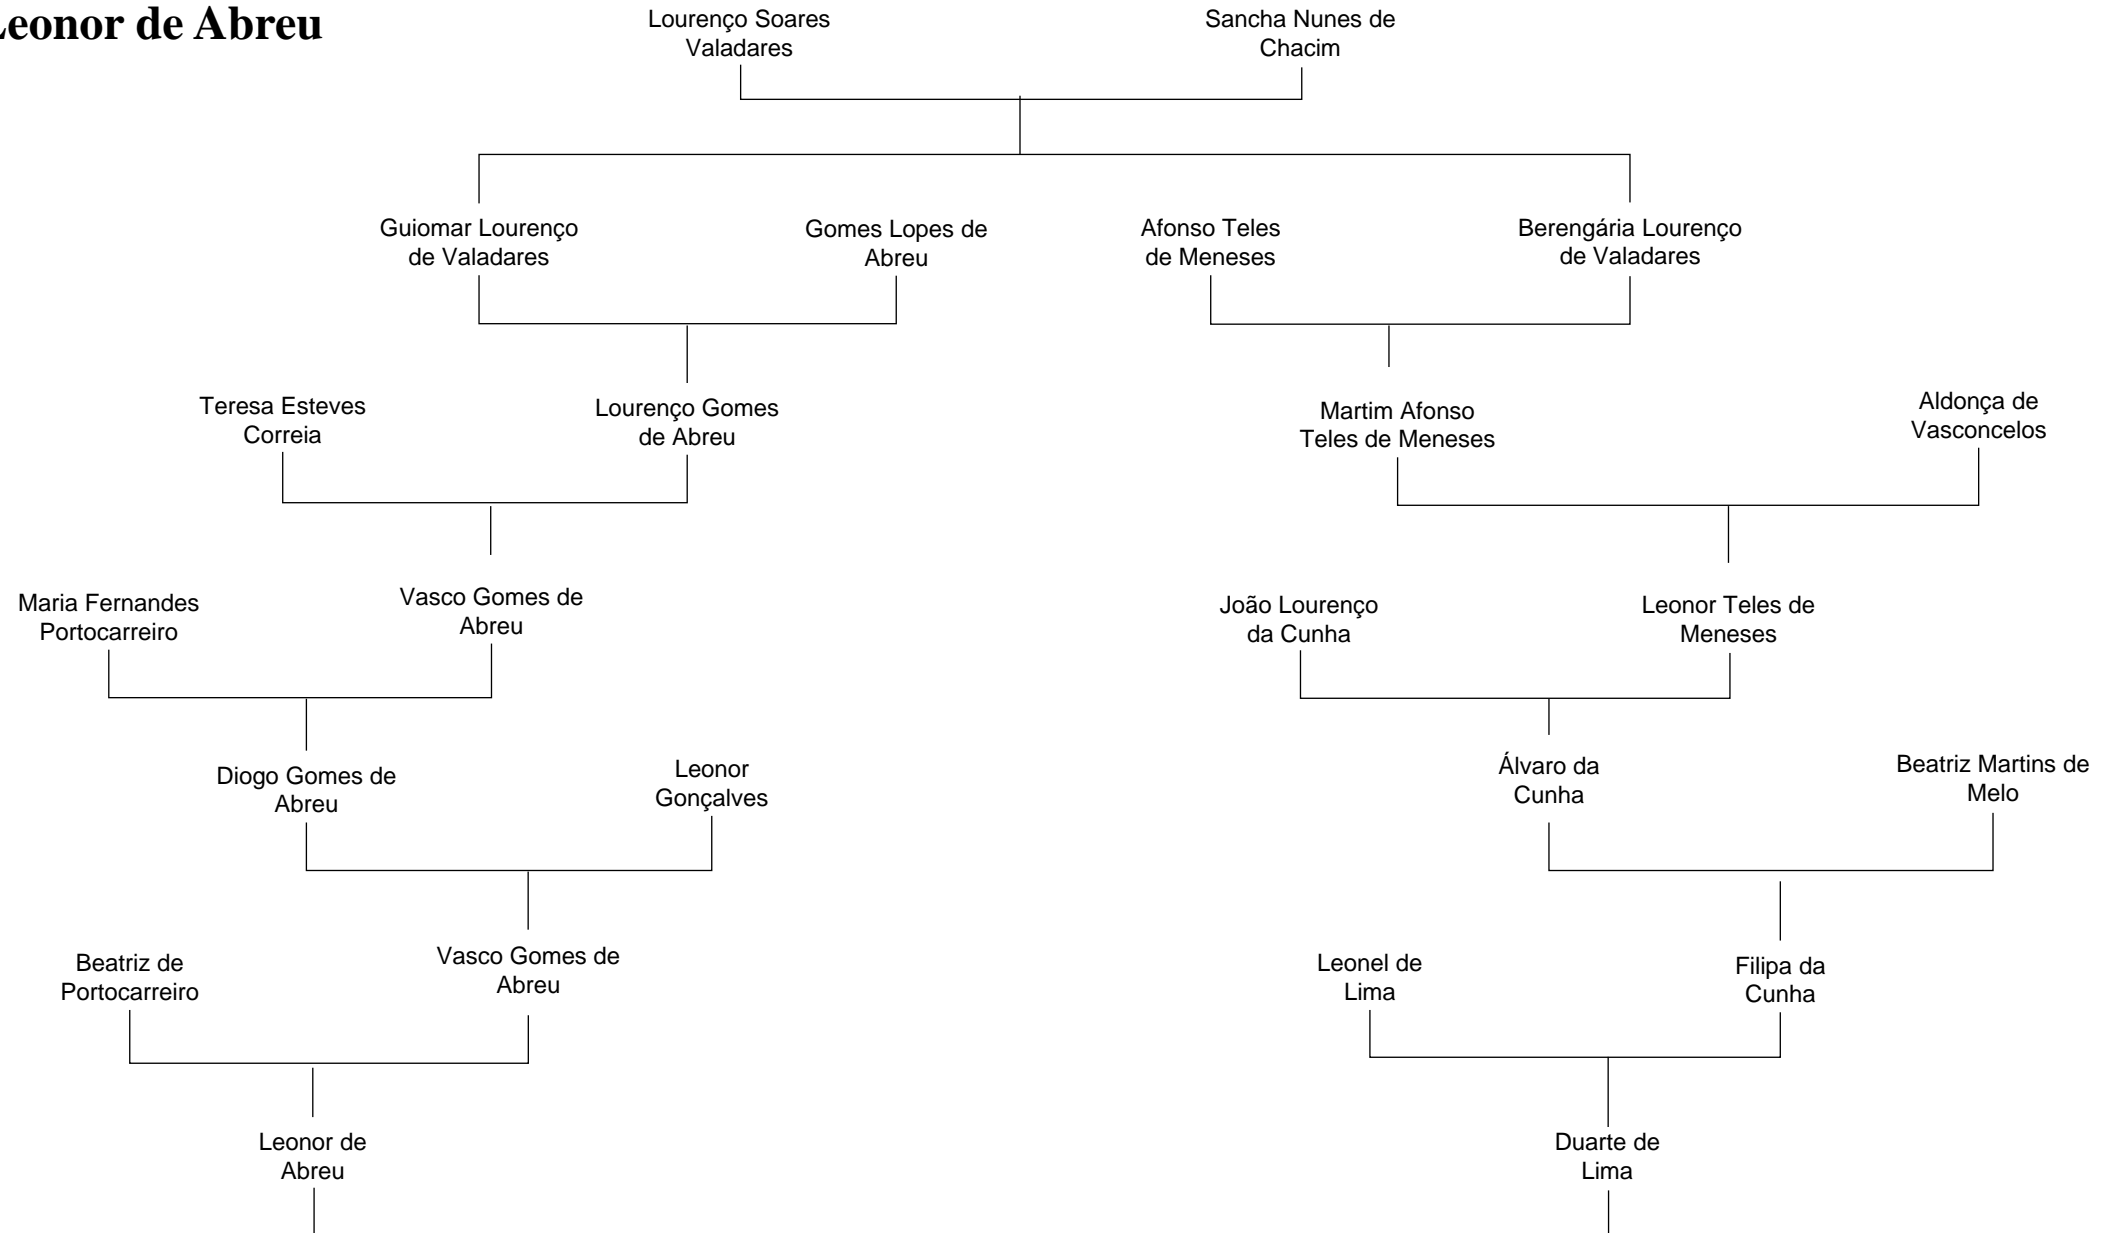 Leonor de Abreu
Lourenço Soares
Valadares
Sancha Nunes de
Chacim
Guiomar Lourenço
de Valadares
Gomes Lopes de
Abreu
Afonso Teles
de Meneses
Berengária Lourenço
de Valadares
Teresa Esteves
Correia
Lourenço Gomes
de Abreu
Martim Afonso
Teles de Meneses
Aldonça de
Vasconcelos
Maria Fernandes
Portocarreiro
Vasco Gomes de
Abreu
João Lourenço
da Cunha
Leonor Teles de
Meneses
Diogo Gomes de
Abreu
Leonor
Gonçalves
Álvaro da
Cunha
Beatriz Martins de
Melo
Beatriz de
Portocarreiro
Vasco Gomes de
Abreu
Leonel de
Lima
Filipa da
Cunha
Leonor de
Abreu
Duarte de
Lima